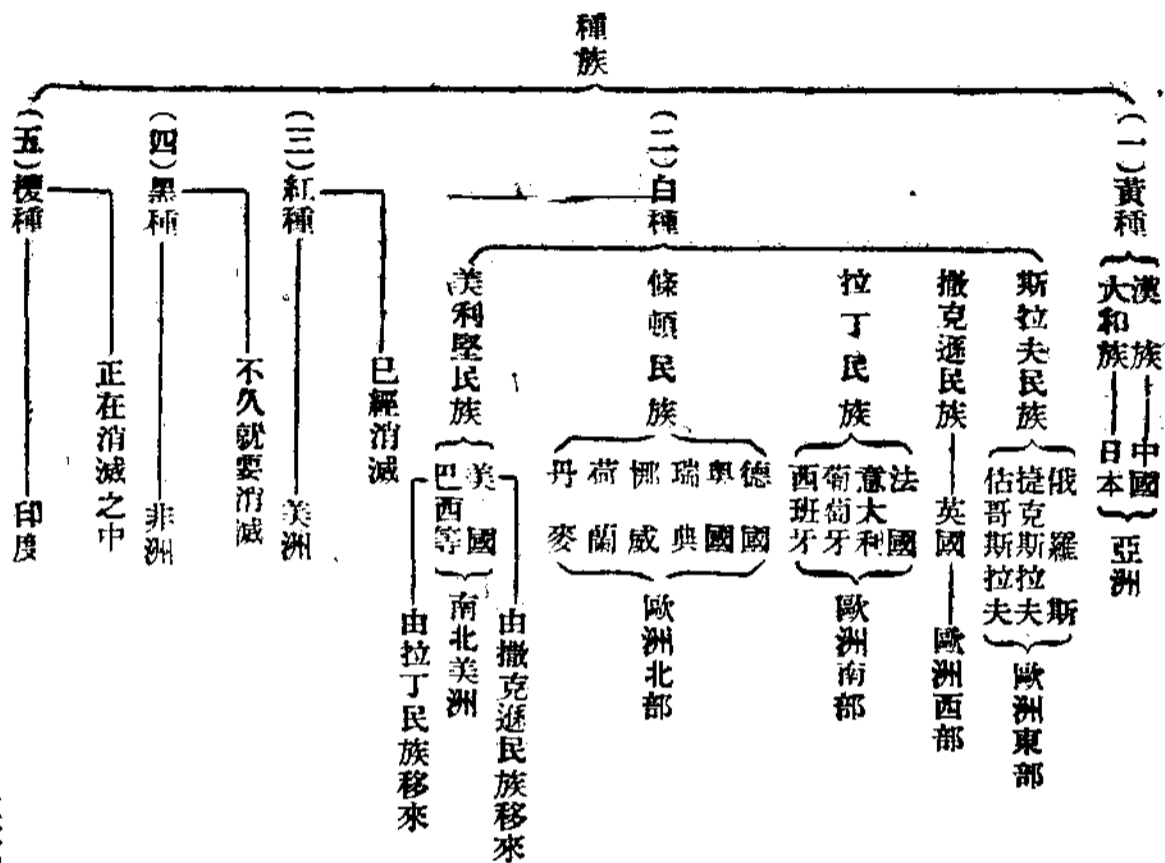 種族
（一）黃種
漢族
中國
大和族
日本
亞洲
（二）白種
斯拉夫民族
俄羅斯
捷克斯拉夫
估哥斯拉夫
歐洲東部
撒克遜民族
英國
歐洲西部
拉丁民族
法國
意大利
葡萄牙
西班牙
歐洲南部
條頓民族
德國
奧國
瑞典
挪威
荷蘭
丹麥
歐洲北部
美利堅民族
美國
由撒克遜民族移來
巴西等
由拉丁民族移來
南北美洲
（三）紅種
已經消滅
美洲
（四）黑種
不久就要消滅
非洲
（五）椶種
正在消滅之中
印度